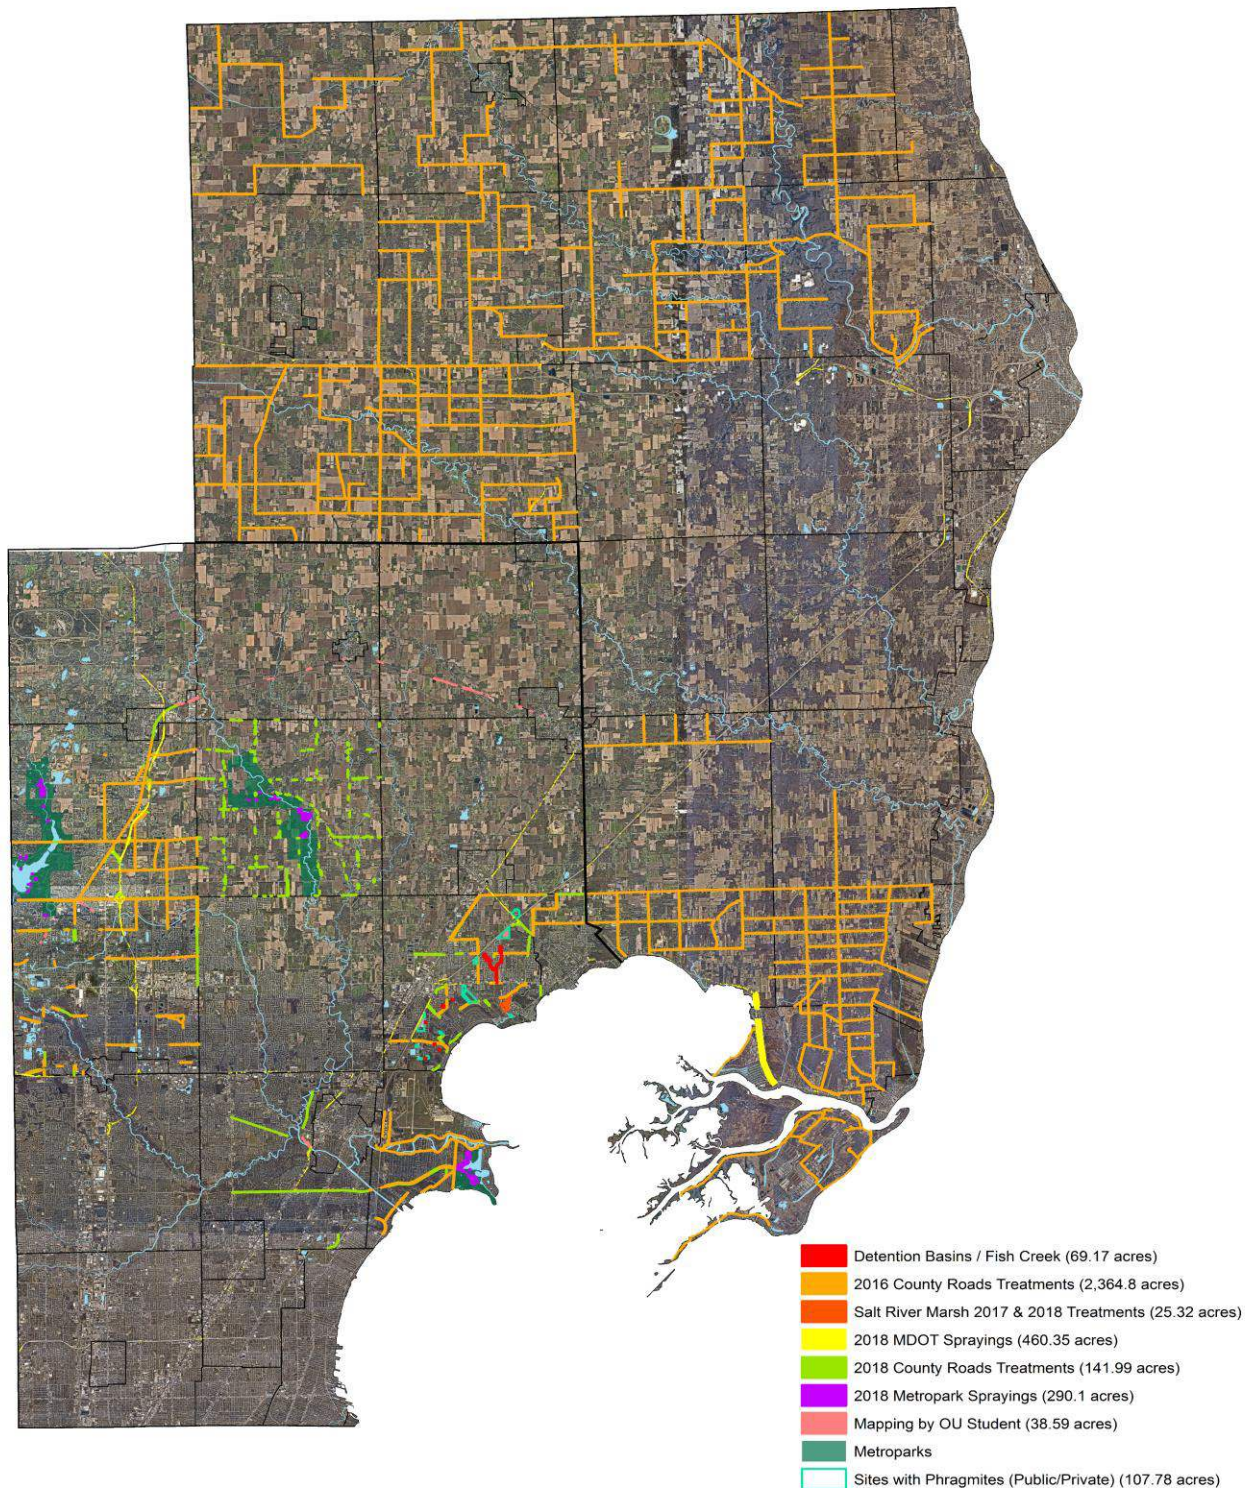 Detention Basins / Fish Creek (69.17 acres)
2016 County Roads Treatments (2,364.8 acres)
Salt River Marsh 2017 & 2018 Treatments (25.32 acres)
2018 MDOT Sprayings (460.35 acres)
2018 County Roads Treatments (141.99 acres)
2018 Metropark Sprayings (290.1 acres)
Mapping by OU Student (38.59 acres)
Metroparks
Sites with Phragmites (Public/Private) (107.78 acres)